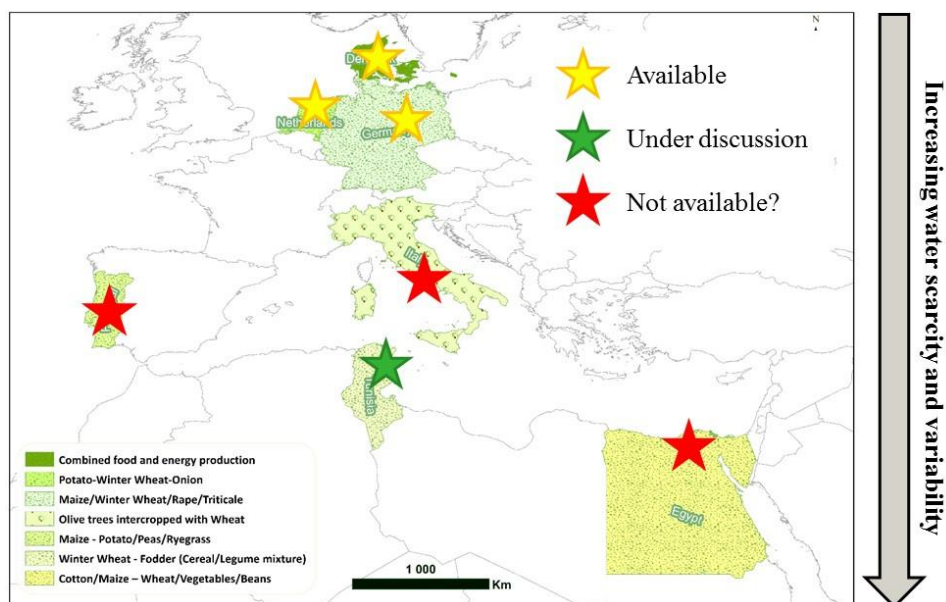 N
Denmark
Netherlands
Germany
Italy
Tunisia
Egypt
Available
Under discussion
Not available?
Increasing water scarcity and variability
Combined food and energy production
Potato-Winter Wheat-Onion
Maize/Winter Wheat/Rape/Triticale
Olive trees intercropped with Wheat
Maize - Potato/Peas/Ryegrass
Winter Wheat - Fodder (Cereal/Legume mixture)
Cotton/Maize – Wheat/Vegetables/Beans
1 000
Km